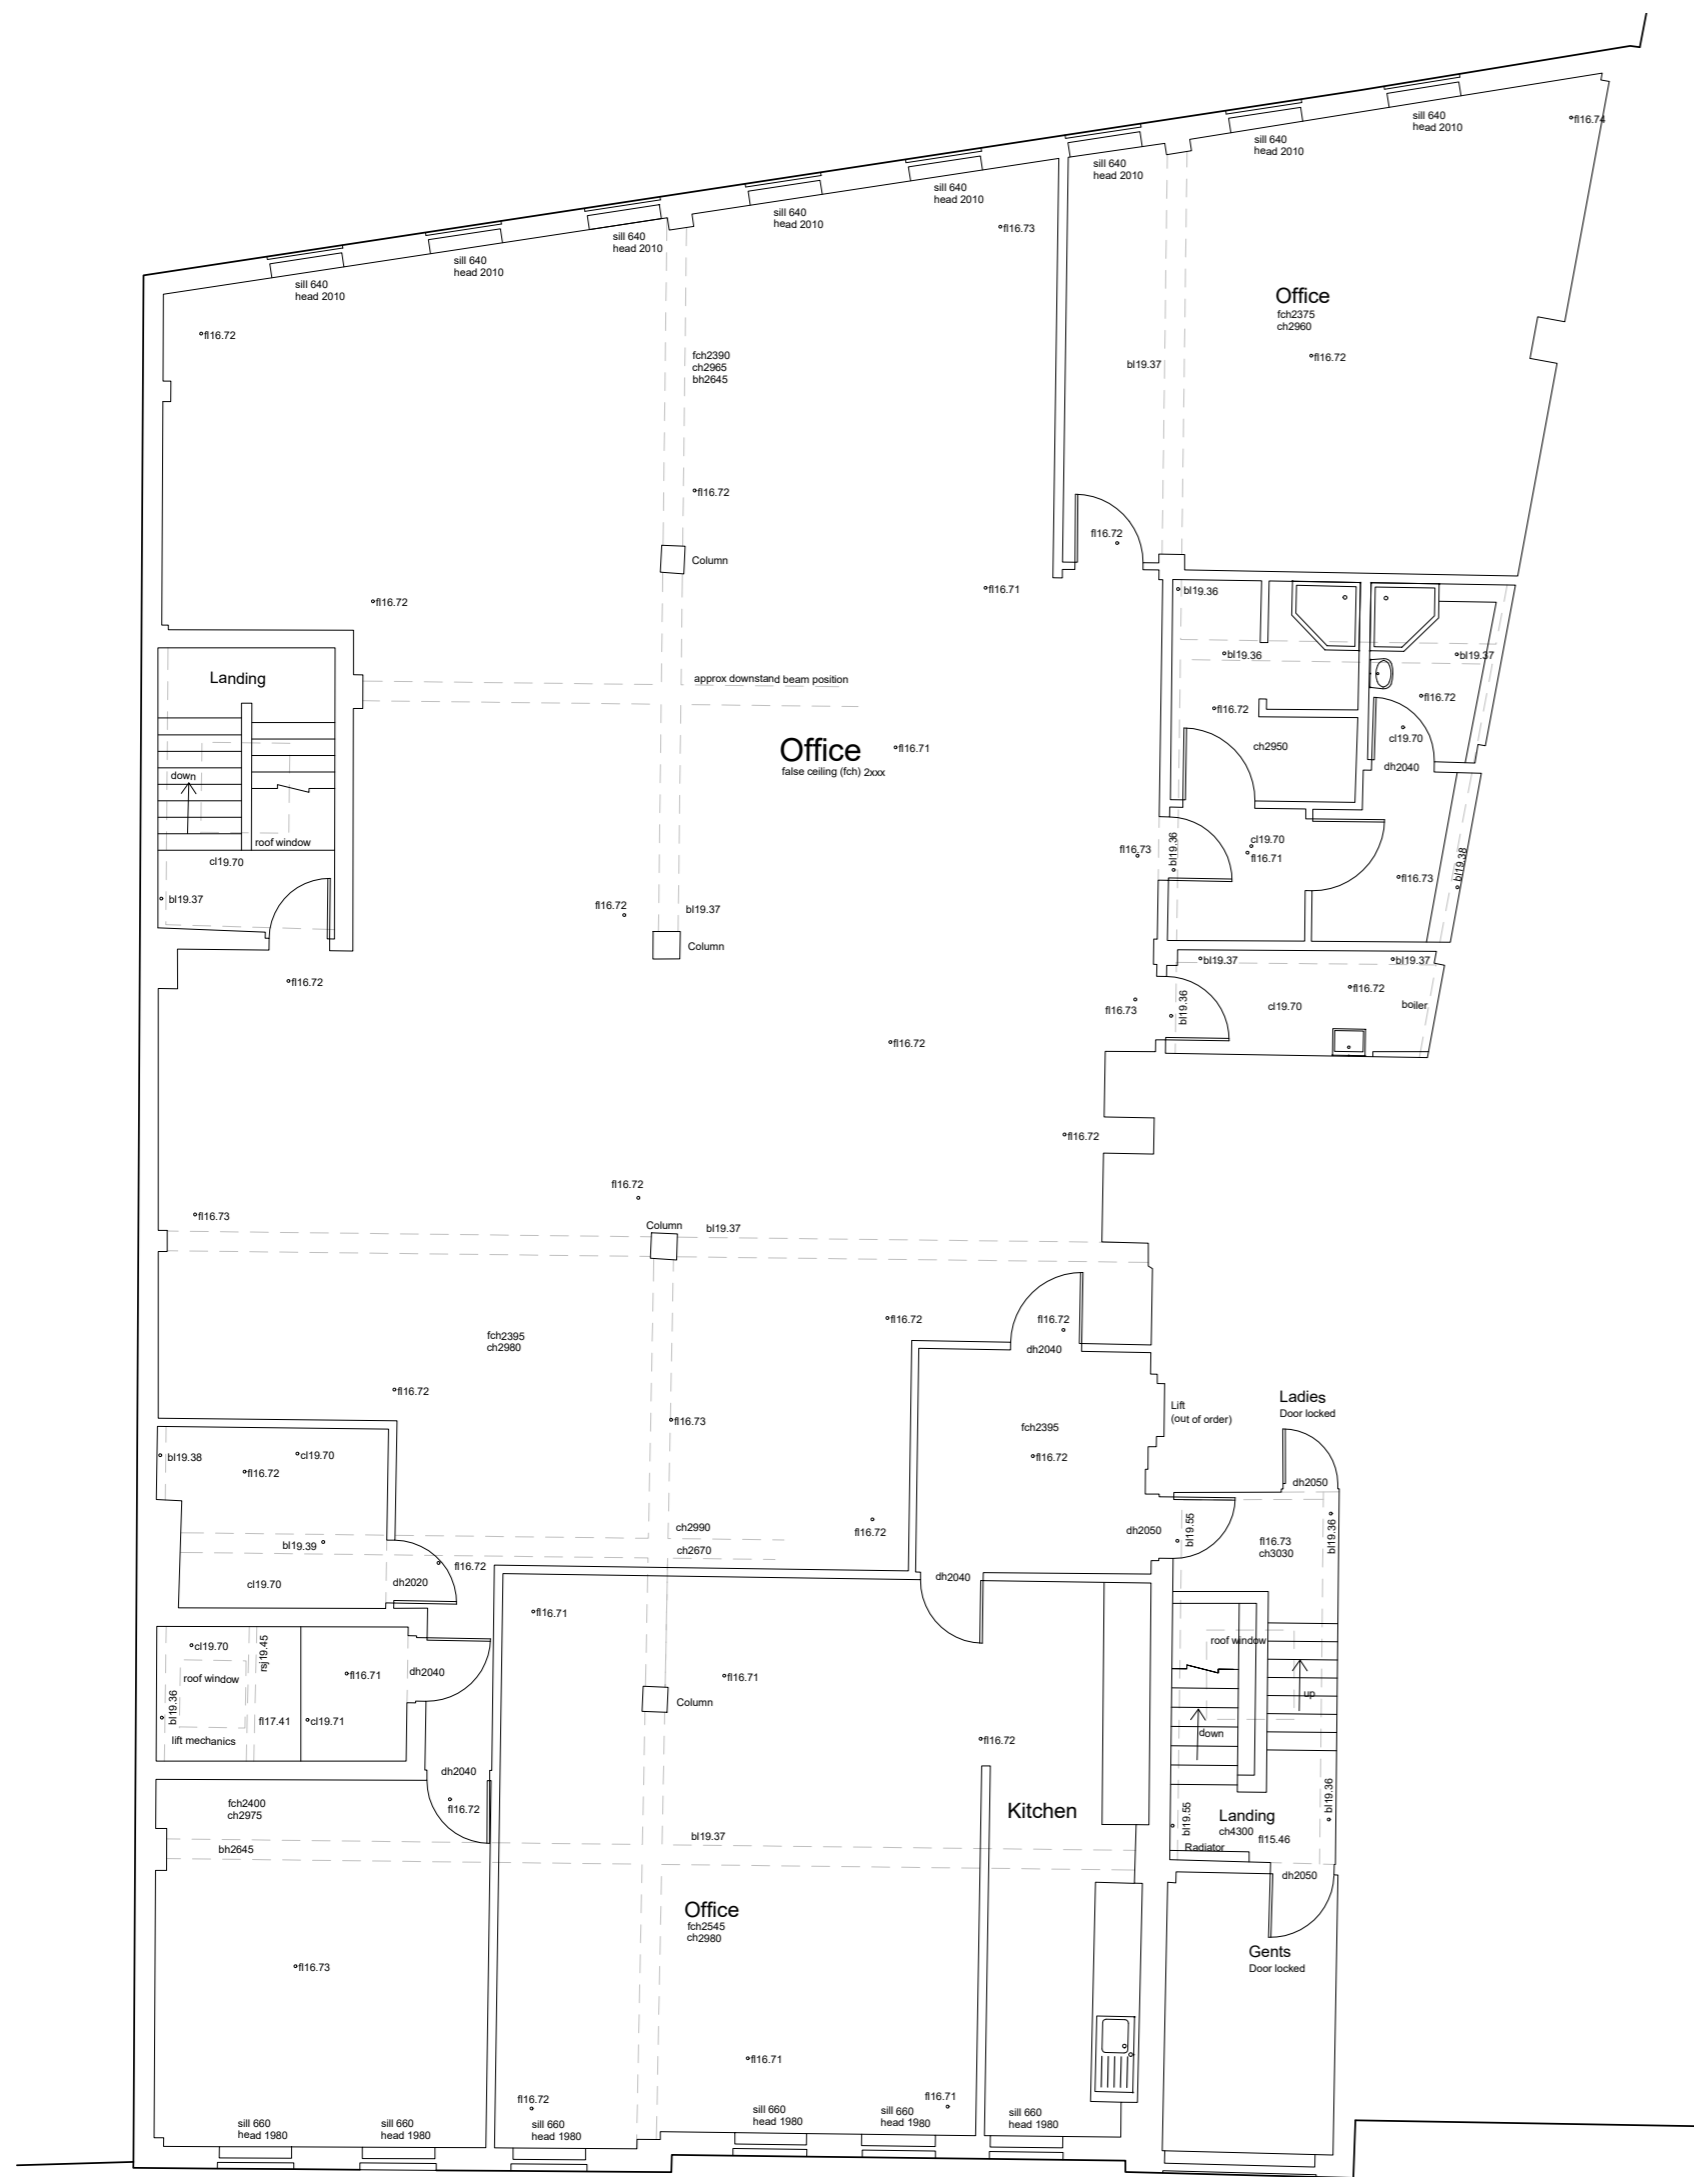 fl16.74
sill 640
head 2010
sill 640
head 2010
sill 640
head 2010
sill 640
head 2010
sill 640
head 2010
sill 640
head 2010
sill 640
head 2010
sill 640
head 2010
fl16.73
Office
fch2375
ch2960
fl16.72
fl16.72
fch2390
ch2965
bh2645
bl19.37
fl16.72
fl16.72
Column
fl16.71
fl16.72
bl19.36
bl19.36
bl19.37
Landing
approx downstand beam position
fl16.72
fl16.72
Office
false ceiling (fch) 2xxx
fl16.71
ch2950
cl19.70
dh2040
down
roof window
cl19.70
bl19.37
fl16.73
bl19.36
cl19.70
fl16.71
bl19.38
fl16.73
fl16.72
bl19.37
Column
fl16.72
bl19.37
bl19.37
fl16.72
fl16.73
bl19.36
cl19.70
boiler
fl16.72
fl16.72
fl16.72
fl16.73
Column
bl19.37
fl16.72
fl16.72
dh2040
fch2395
ch2980
fl16.72
fl16.73
fch2395
fl16.72
Lift
(out of order)
Ladies
Door locked
dh2050
bl19.38
cl19.70
fl16.72
ch2990
ch2670
fl16.72
dh2050
bl19.55
fl16.73
ch3030
bl19.36
bl19.39
cl19.70
dh2020
fl16.72
dh2040
fl16.71
cl19.70
rsj19.45
roof window
fl16.71
dh2040
fl16.71
Column
bl19.36
fl17.41
cl19.71
lift mechanics
fl16.72
roof window
up
down
dh2040
fl16.72
fch2400
ch2975
bh2645
bl19.37
Kitchen
bl19.55
Landing
ch4300
fl15.46
bl19.36
Radiator
dh2050
Office
fch2545
ch2980
Gents
Door locked
fl16.73
fl16.71
fl16.72
fl16.71
sill 660
head 1980
sill 660
head 1980
sill 660
head 1980
sill 660
head 1980
sill 660
head 1980
sill 660
head 1980